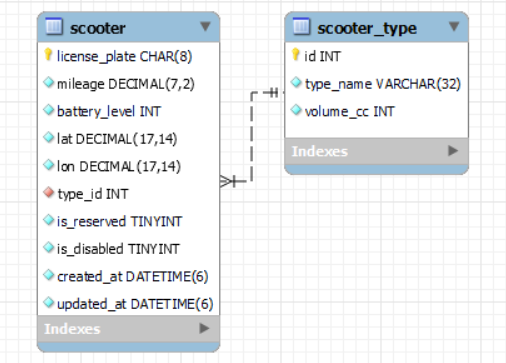 scooter
license_plate CHAR(8)
mileage DECIMAL(7,2)
battery_level INT
lat DECIMAL(17,14)
lon DECIMAL(17,14)
type_id INT
is_reserved TINYINT
is_disabled TINYINT
created_at DATETIME(6)
updated_at DATETIME(6)
Indexes
scooter_type
id INT
type_name VARCHAR(32)
volume_cc INT
Indexes